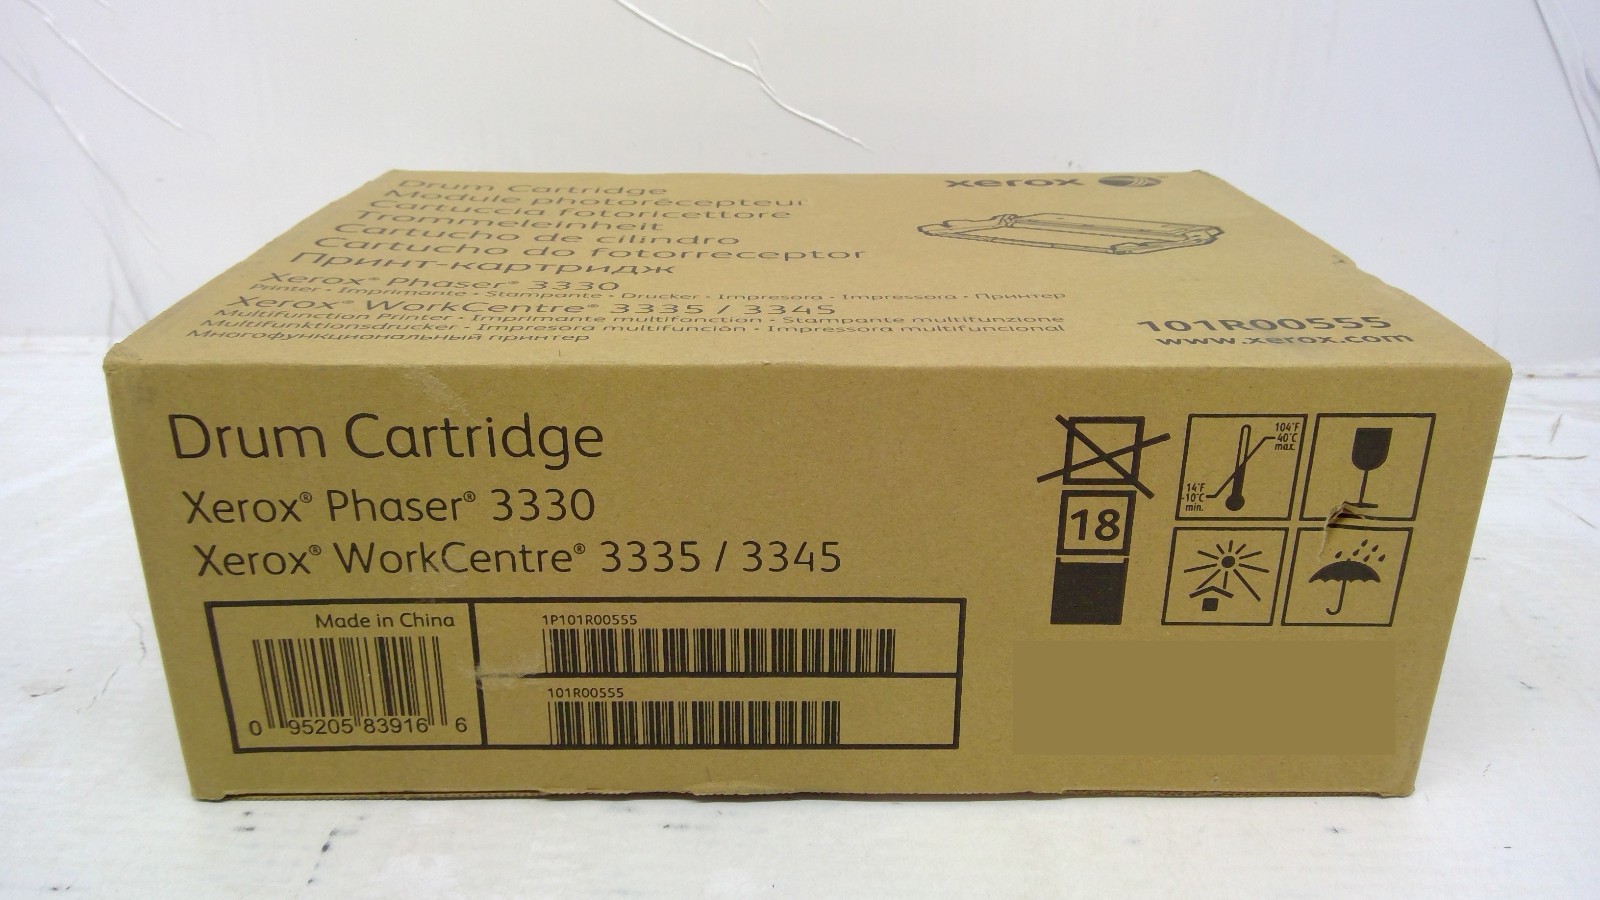 Drum Cartridge
Module photorécepteur
Cartuccia fotoricettore
Trommeleinheit
Cartucho de cilindro
Cartucho do fotorreceptor
Принт-картридж
Xerox® Phaser® 3330
Printer - Imprimante - Stampante - Drucker - Impresora - Impressora - Принтер
Xerox® WorkCentre® 3335 / 3345
Multifunction Printer - Imprimante multifonction - Stampante multifunzione
Multifunktionsdrucker - Impresora multifunción - Impressora multifuncional
Многофункциональный принтер
xerox™
101R00555
www.xerox.com
Drum Cartridge
Xerox® Phaser® 3330
Xerox® WorkCentre® 3335 / 3345
Made in China
0 95205 83916 6
1P101R00555
101R00555
18
104°F
40°C
max.
14°F
-10°C
min.